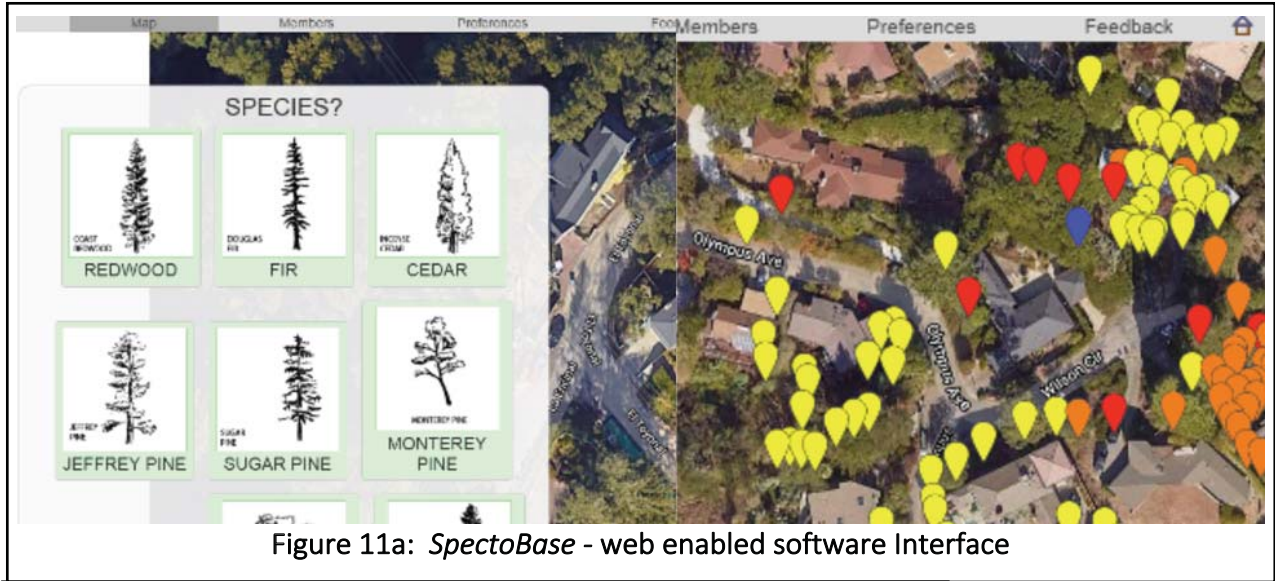 Map Members Preferences Fee
Members Preferences Feedback
SPECIES?
COAST
REDWOOD
REDWOOD
DOUGLAS
FIR
FIR
INCENSE
CEDAR
CEDAR
JEFFREY
PINE
JEFFREY PINE
SUGAR
PINE
SUGAR PINE
MONTEREY PINE
MONTEREY
PINE
Olympus Ave
Olympus Ave
Wilson Cir
Figure 11a: SpectoBase - web enabled software Interface